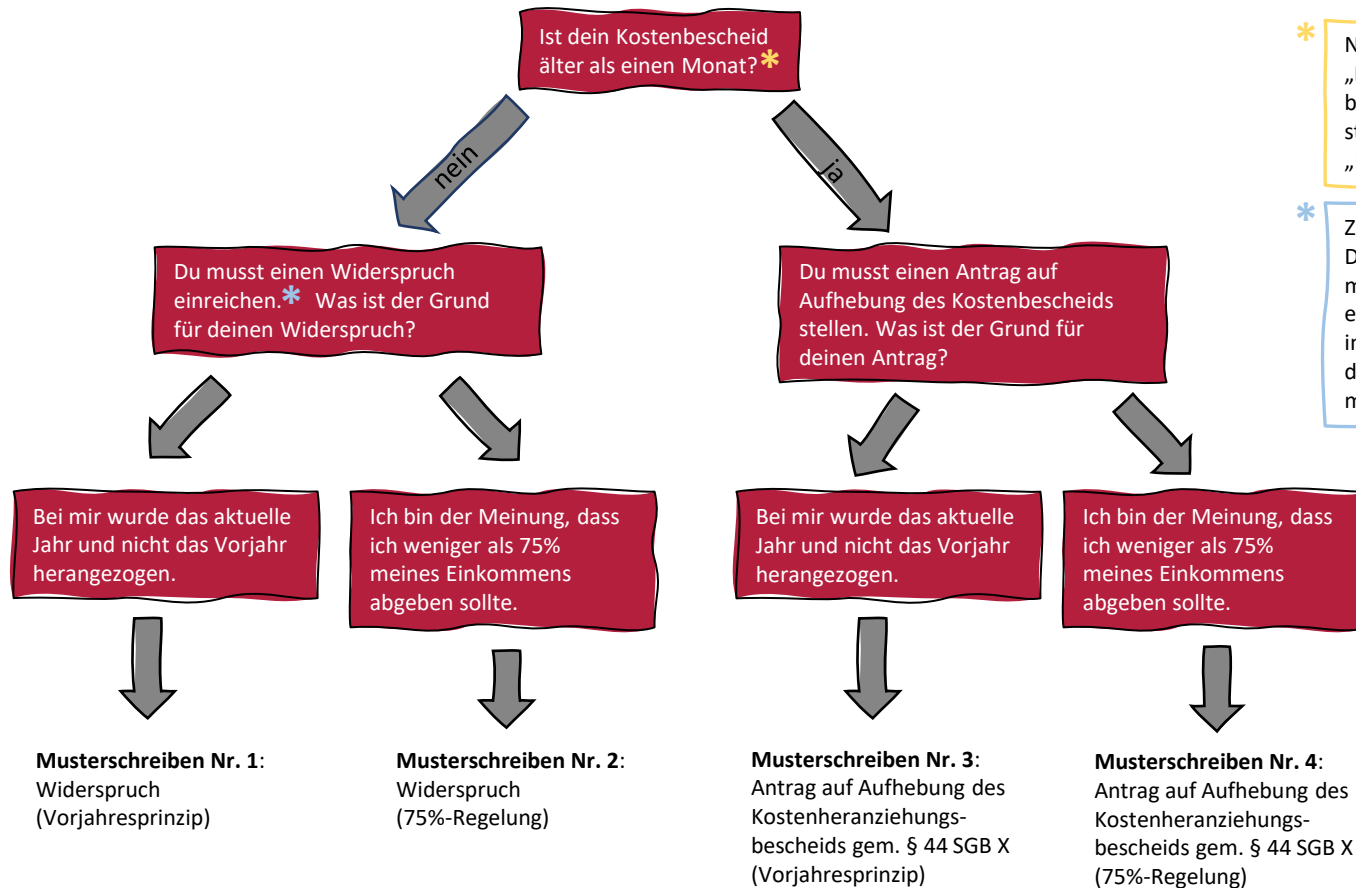 Ist dein Kostenbescheid
älter als einen Monat?*
nein
ja
Du musst einen Widerspruch
einreichen.* Was ist der Grund
für deinen Widerspruch?
Du musst einen Antrag auf
Aufhebung des Kostenbescheids
stellen. Was ist der Grund für
deinen Antrag?
Bei mir wurde das aktuelle
Jahr und nicht das Vorjahr
herangezogen.
Ich bin der Meinung, dass
ich weniger als 75%
meines Einkommens
abgeben sollte.
Bei mir wurde das aktuelle
Jahr und nicht das Vorjahr
herangezogen.
Ich bin der Meinung, dass
ich weniger als 75%
meines Einkommens
abgeben sollte.
Musterschreiben Nr. 1:
Widerspruch
(Vorjahresprinzip)
Musterschreiben Nr. 2:
Widerspruch
(75%-Regelung)
Musterschreiben Nr. 3:
Antrag auf Aufhebung des
Kostenheranziehungs-
bescheids gem. § 44 SGB X
(Vorjahresprinzip)
Musterschreiben Nr. 4:
Antrag auf Aufhebung des
Kostenheranziehungs-
bescheids gem. § 44 SGB X
(75%-Regelung)
*
*